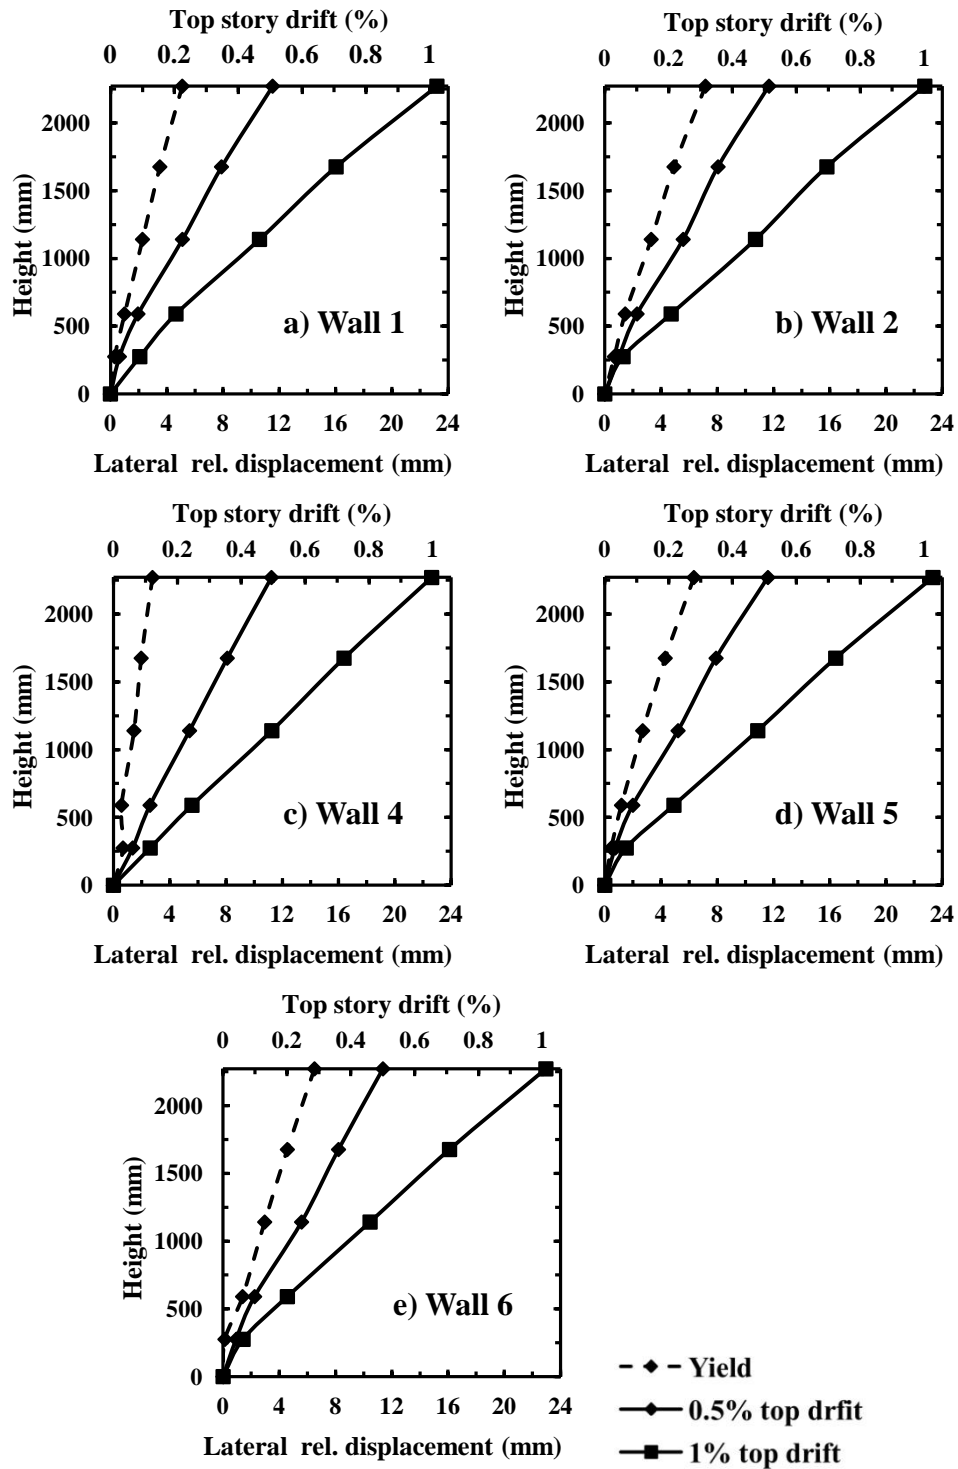 Top story drift (%)
0 0.2 0.4 0.6 0.8 1
Height (mm)
2000
1500
1000
500
0
a) Wall 1
0 4 8 12 16 20 24
Lateral rel. displacement (mm)
Top story drift (%)
0 0.2 0.4 0.6 0.8 1
Height (mm)
2000
1500
1000
500
0
b) Wall 2
0 4 8 12 16 20 24
Lateral rel. displacement (mm)
Top story drift (%)
0 0.2 0.4 0.6 0.8 1
Height (mm)
2000
1500
1000
500
0
c) Wall 4
0 4 8 12 16 20 24
Lateral rel. displacement (mm)
Top story drift (%)
0 0.2 0.4 0.6 0.8 1
Height (mm)
2000
1500
1000
500
0
d) Wall 5
0 4 8 12 16 20 24
Lateral rel. displacement (mm)
Top story drift (%)
0 0.2 0.4 0.6 0.8 1
Height (mm)
2000
1500
1000
500
0
e) Wall 6
0 4 8 12 16 20 24
Lateral rel. displacement (mm)
Yield
0.5% top drfit
1% top drift